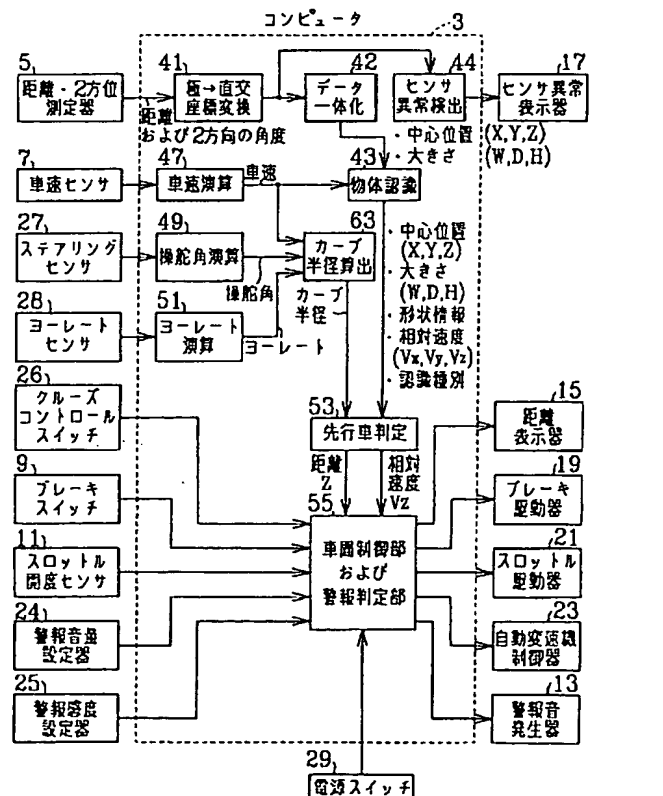 コンピュータ
3
5
距離・2方位
測定器
41
極→直交
座標変換
42
データ
一体化
44
センサ
異常検出
17
センサ異常
表示器
距離
および2方向の角度
・中心位置
(X,Y,Z)
・大きさ
(W,D,H)
7
車速センサ
47
車速演算
車速
43
物体認識
27
ステアリング
センサ
49
操舵角演算
操舵角
63
カーブ
半径算出
・中心位置
(X,Y,Z)
・大きさ
(W,D,H)
・形状情報
・相対速度
(Vx,Vy,Vz)
・認識種別
28
ヨーレート
センサ
51
ヨーレート
演算
ヨーレート
カーブ
半径
26
クルーズ
コントロール
スイッチ
53
先行車判定
15
距離
表示器
距離
Z
相対
速度
Vz
9
ブレーキ
スイッチ
55
車間制御部
および
警報判定部
19
ブレーキ
駆動器
11
スロットル
開度センサ
21
スロットル
駆動器
24
警報音量
設定器
23
自動変速機
制御器
25
警報感度
設定器
13
警報音
発生器
29
電源スイッチ